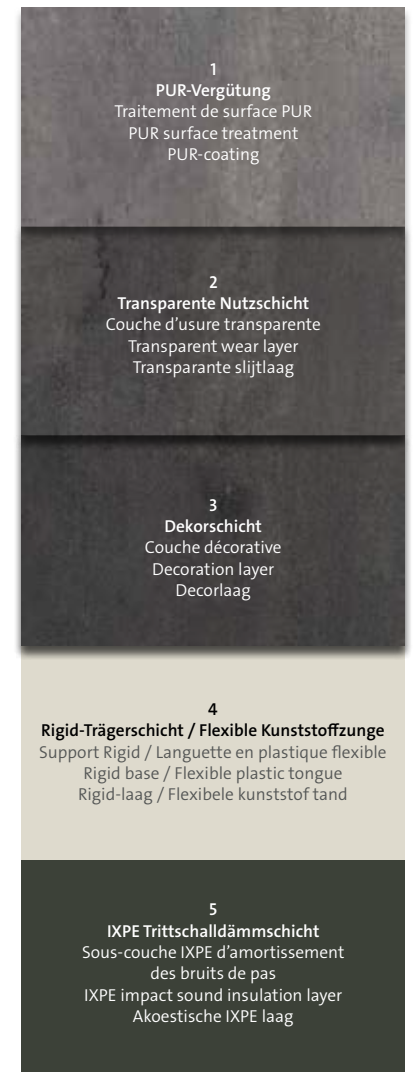 1
PUR-Vergütung
Traitement de surface PUR
PUR surface treatment
PUR-coating
2
Transparente Nutzschicht
Couche d'usure transparente
Transparent wear layer
Transparante slijtlaag
3
Dekorschicht
Couche décorative
Decoration layer
Decorlaag
4
Rigid-Trägerschicht / Flexible Kunststoffzunge
Support Rigid / Languette en plastique flexible
Rigid base / Flexible plastic tongue
Rigid-laag / Flexibele kunststof tand
5
IXPE Trittschalldämmschicht
Sous-couche IXPE d'amortissement
des bruits de pas
IXPE impact sound insulation layer
Akoestische IXPE laag